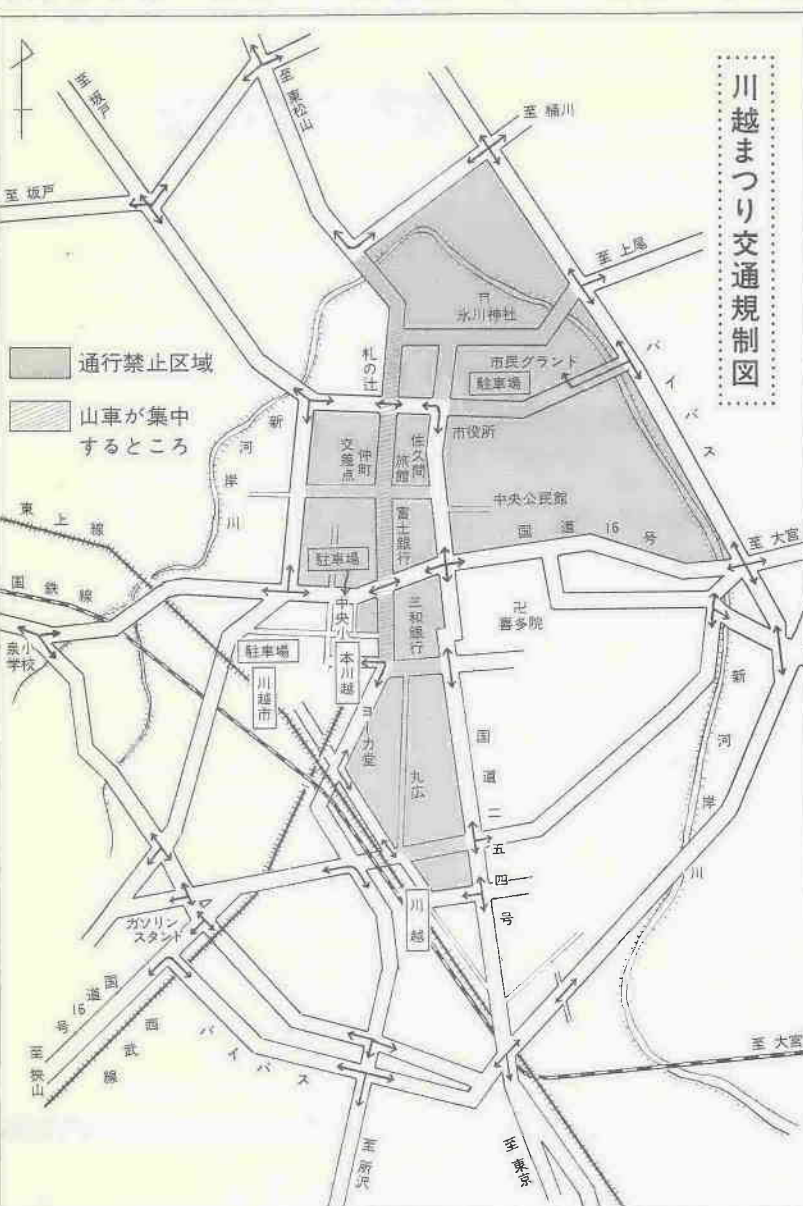 川越まつり交通規制図
至坂戸
至東松山
至桶川
至坂戸
至上尾
氷川神社
札の辻
市民グランド
駐車場
バイパス
通行禁止区域
山車が集中
するところ
新河岸川
仲町
交差点
佐久間
旅館
市役所
中央公民館
国道16号
至大宮
東上線
国鉄線
富士銀行
駐車場
中央小
三和銀行
卍
喜多院
泉小
学校
駐車場
本川越
川越市
ヨーカ堂
丸広
国道二五四号
新河岸川
川越
ガソリン
スタンド
国道16号
至狭山
西武線
バイパス
至大宮
至所沢
至東京